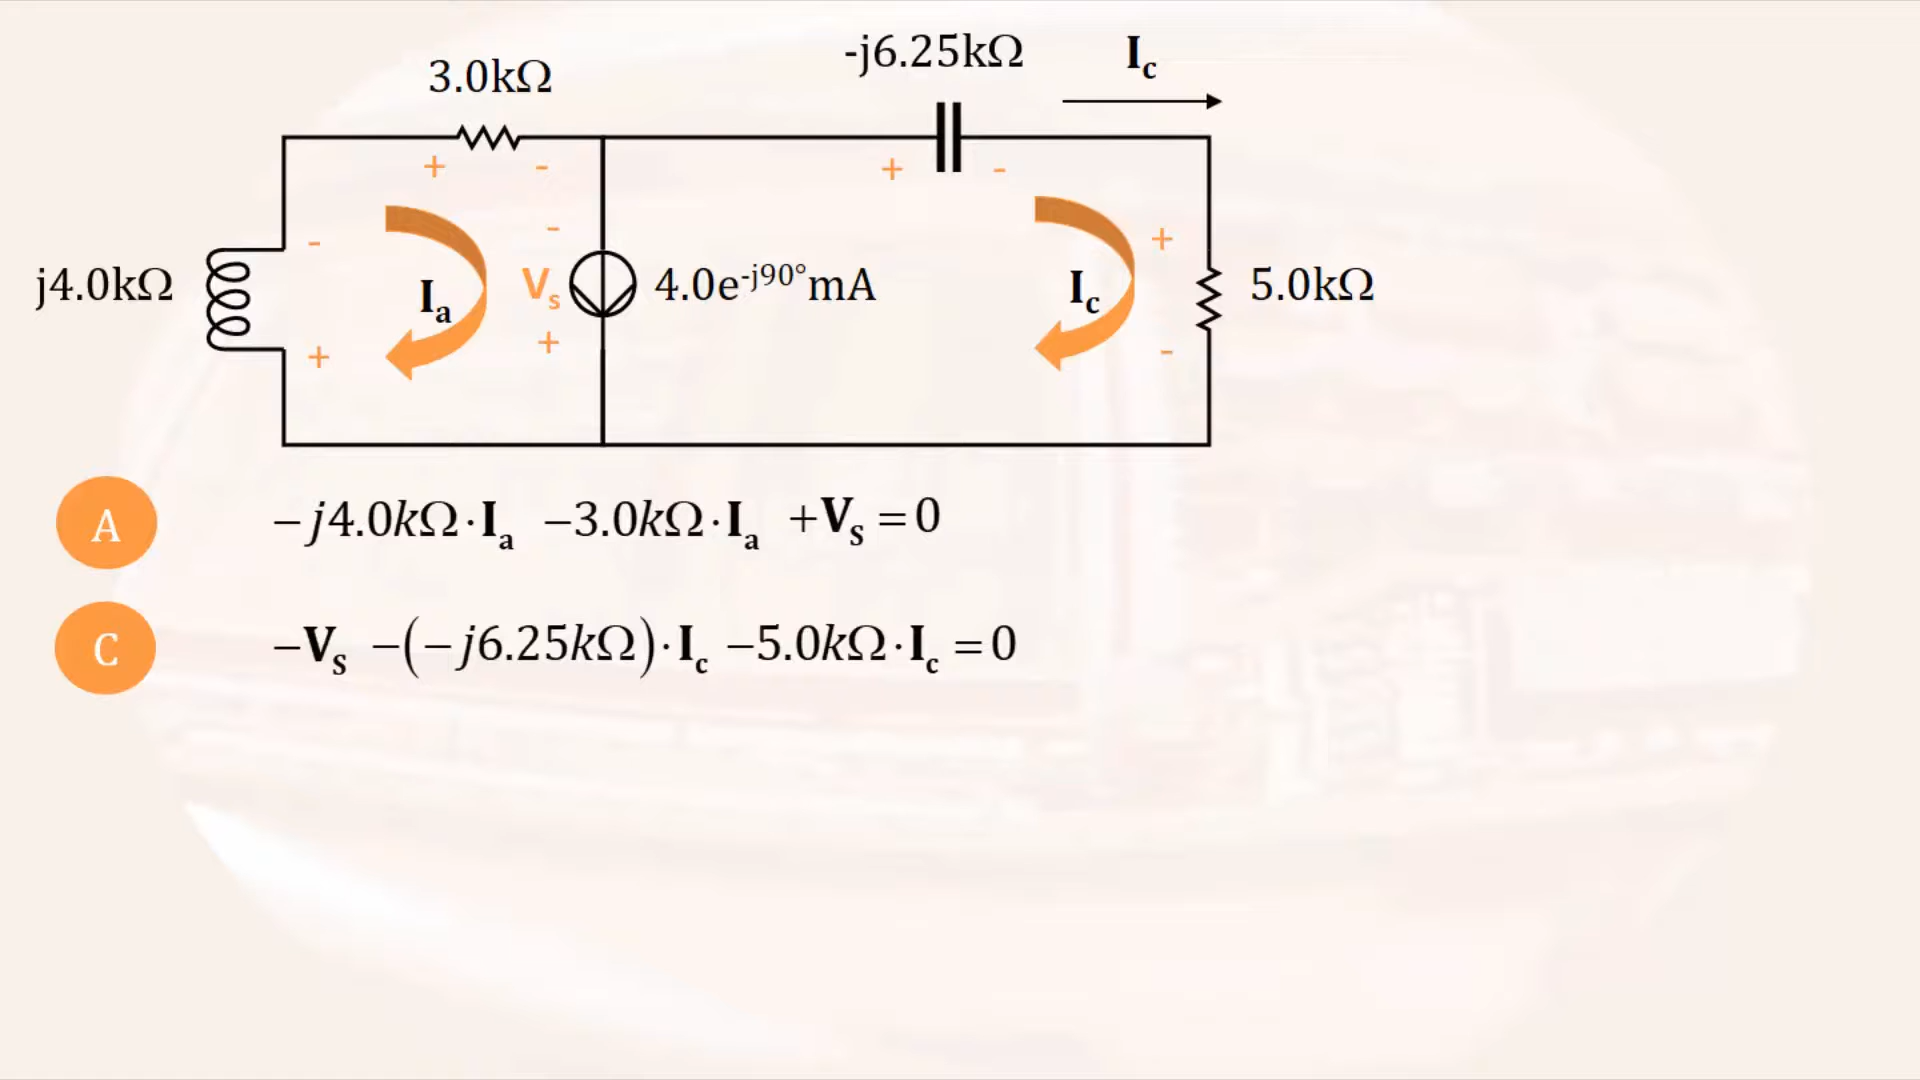 -j6.25kΩ
I_c
3.0kΩ
+ - + -
- - +
j4.0kΩ I_a V_s 4.0e^{-j90°}mA I_c 5.0kΩ
+ + -
A −j4.0kΩ·I_a −3.0kΩ·I_a +V_s =0
C −V_s −(−j6.25kΩ)·I_c −5.0kΩ·I_c =0